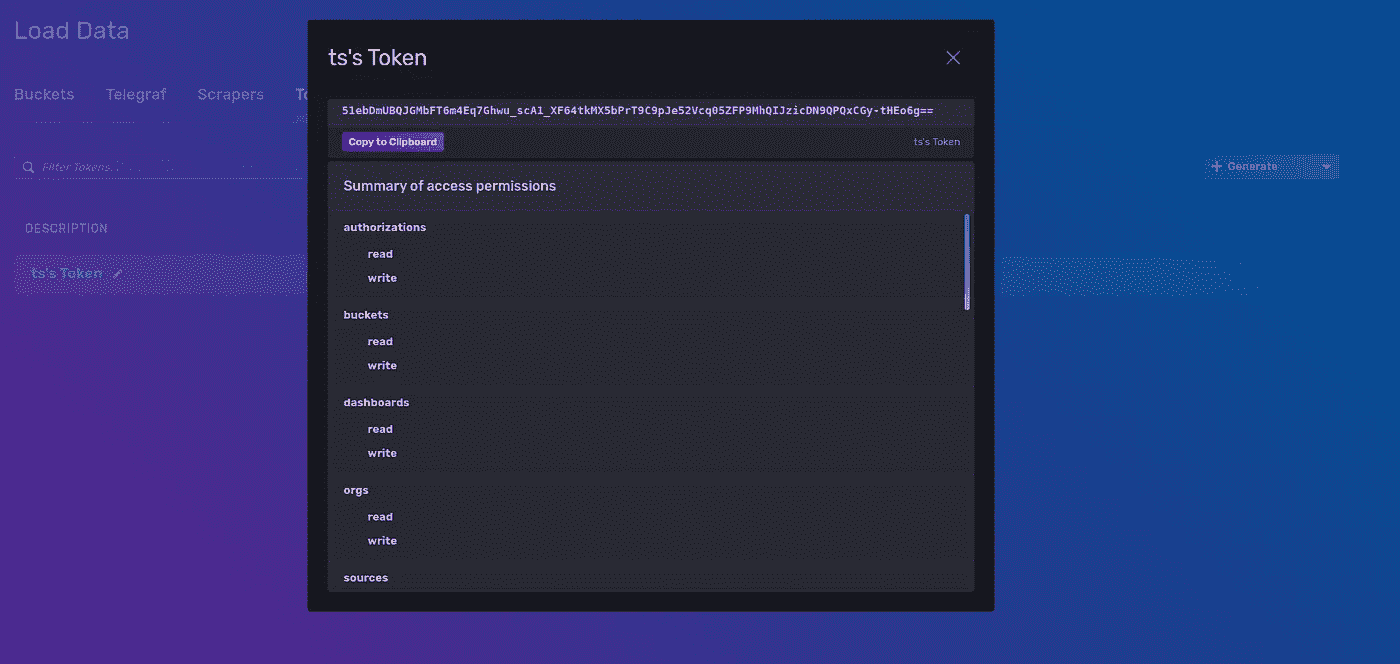 Load Data
ts's Token
Buckets Telegraf Scrapers
51ebDmUBQJGMbFT6m4Eq7Ghwu_scA1_XF64tkMX5bPrT9C9pJe52Vcq05ZFP9MhQIJzicDN9QPQxCGy-tHEo6g==
Copy to Clipboard ts's Token
Filter Tokens... Generate
Summary of access permissions
DESCRIPTION
authorizations
read
ts's Token
write
buckets
read
write
dashboards
read
write
orgs
read
write
sources